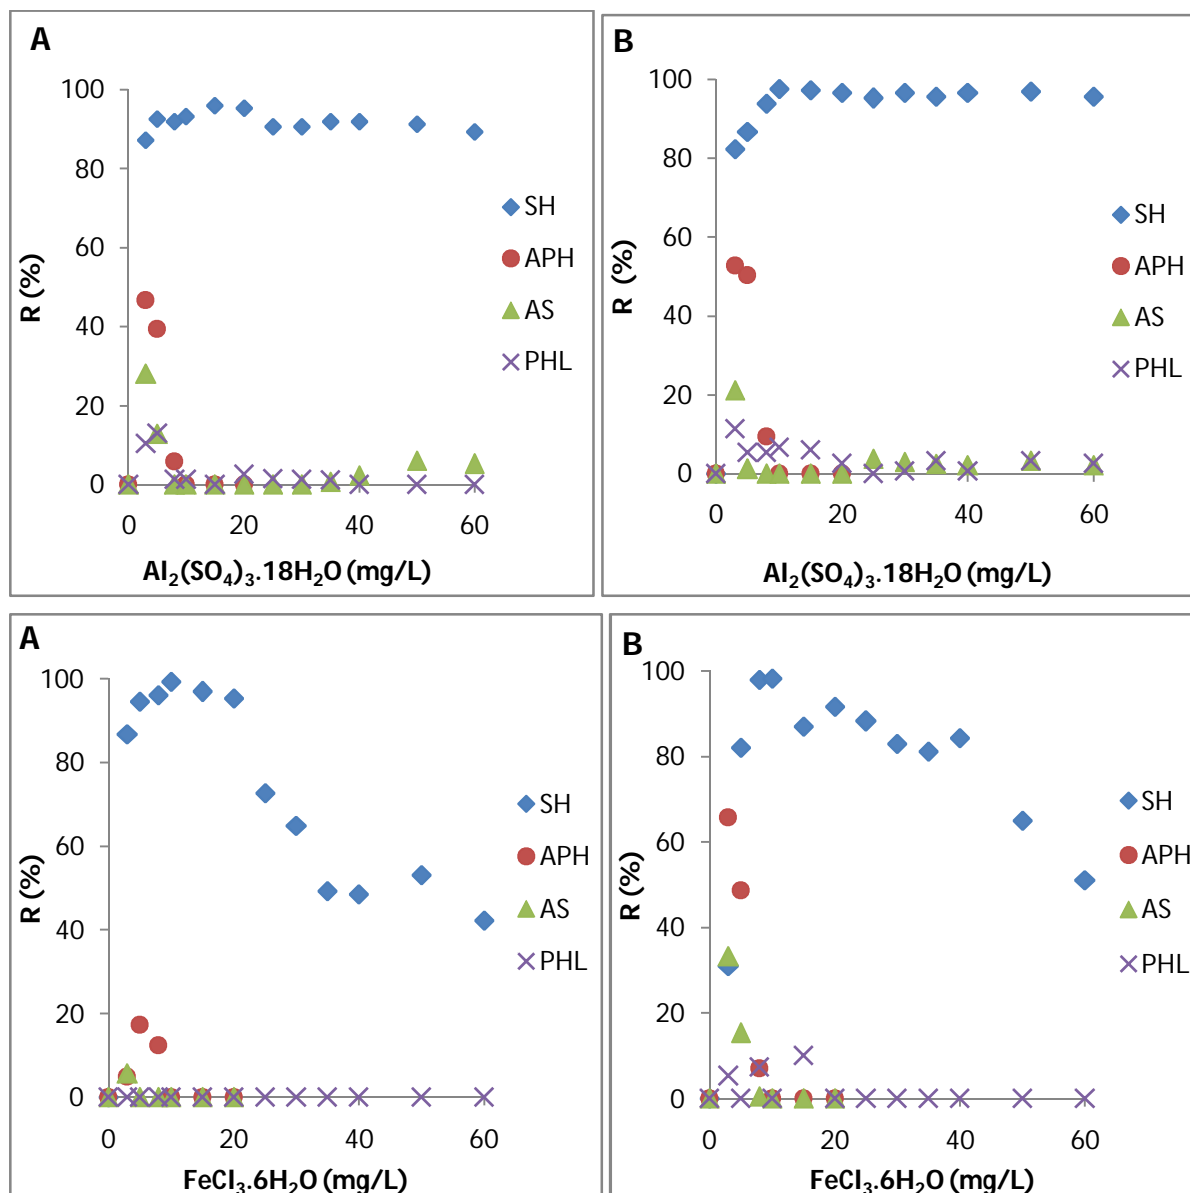 A
100
80
60
40
20
0
R (%)
0 20 40 60
Al₂(SO₄)₃.18H₂O (mg/L)
SH
APH
AS
PHL
B
100
80
60
40
20
0
R (%)
0 20 40 60
Al₂(SO₄)₃.18H₂O (mg/L)
SH
APH
AS
PHL
A
100
80
60
40
20
0
R (%)
0 20 40 60
FeCl₃.6H₂O (mg/L)
SH
APH
AS
PHL
B
100
80
60
40
20
0
R (%)
0 20 40 60
FeCl₃.6H₂O (mg/L)
SH
APH
AS
PHL